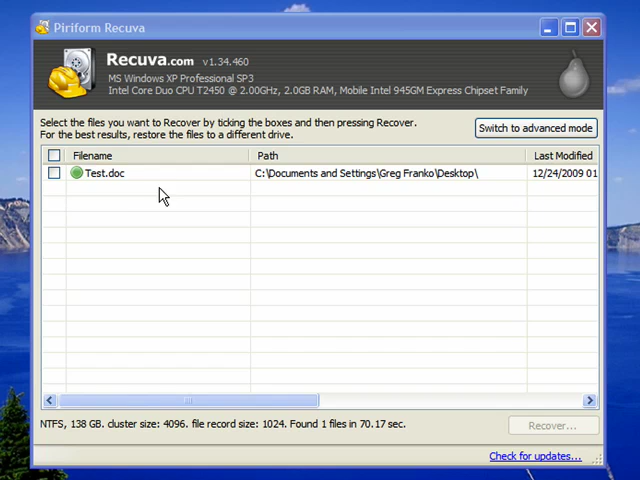 Piriform Recuva
Recuva.com v1.34.460
MS Windows XP Professional SP3
Intel Core Duo CPU T2450 @ 2.00GHz, 2.0GB RAM, Mobile Intel 945GM Express Chipset Family
Select the files you want to Recover by ticking the boxes and then pressing Recover.
For the best results, restore the files to a different drive.
Switch to advanced mode
Filename Path Last Modified
Test.doc C:\Documents and Settings\Greg Franko\Desktop\ 12/24/2009 01
NTFS, 138 GB. cluster size: 4096. file record size: 1024. Found 1 files in 70.17 sec.
Recover...
Check for updates...